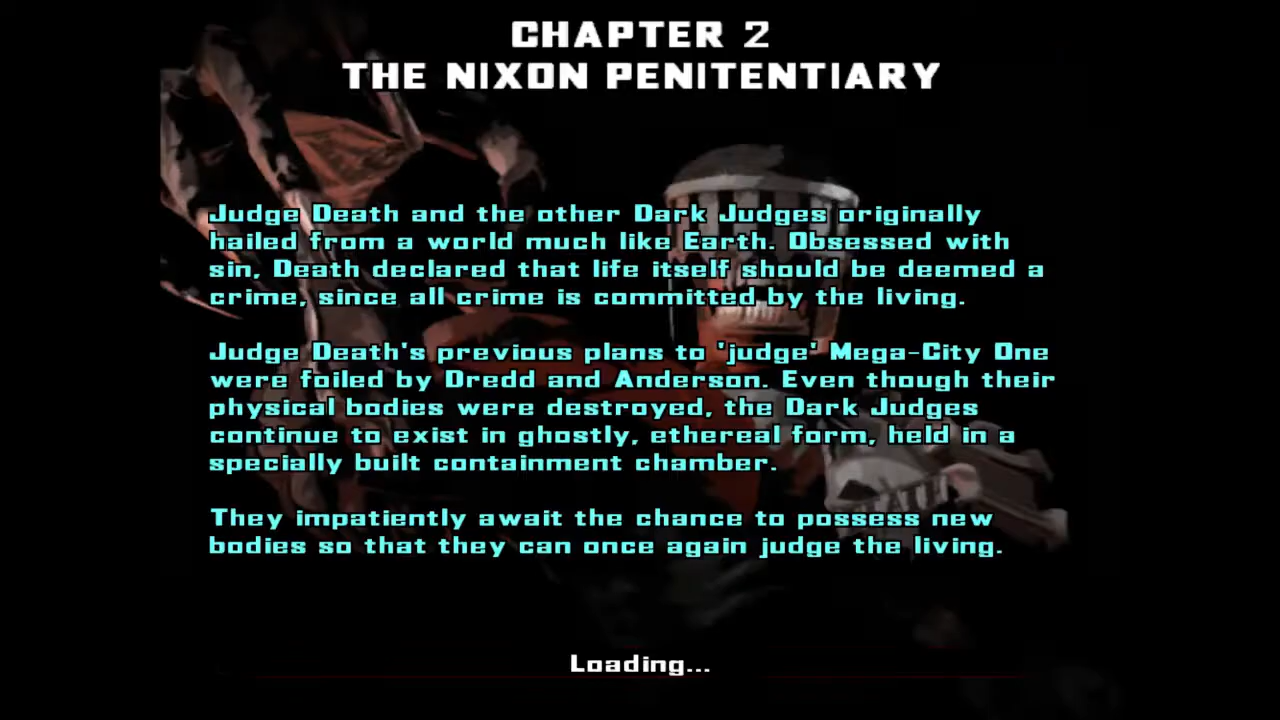 CHAPTER 2
THE NIXON PENITENTIARY
Judge Death and the other Dark Judges originally
hailed from a world much like Earth. Obsessed with
sin, Death declared that life itself should be deemed a
crime, since all crime is committed by the living.
Judge Death's previous plans to 'judge' Mega-City One
were foiled by Dredd and Anderson. Even though their
physical bodies were destroyed, the Dark Judges
continue to exist in ghostly, ethereal form, held in a
specially built containment chamber.
They impatiently await the chance to possess new
bodies so that they can once again judge the living.
Loading...